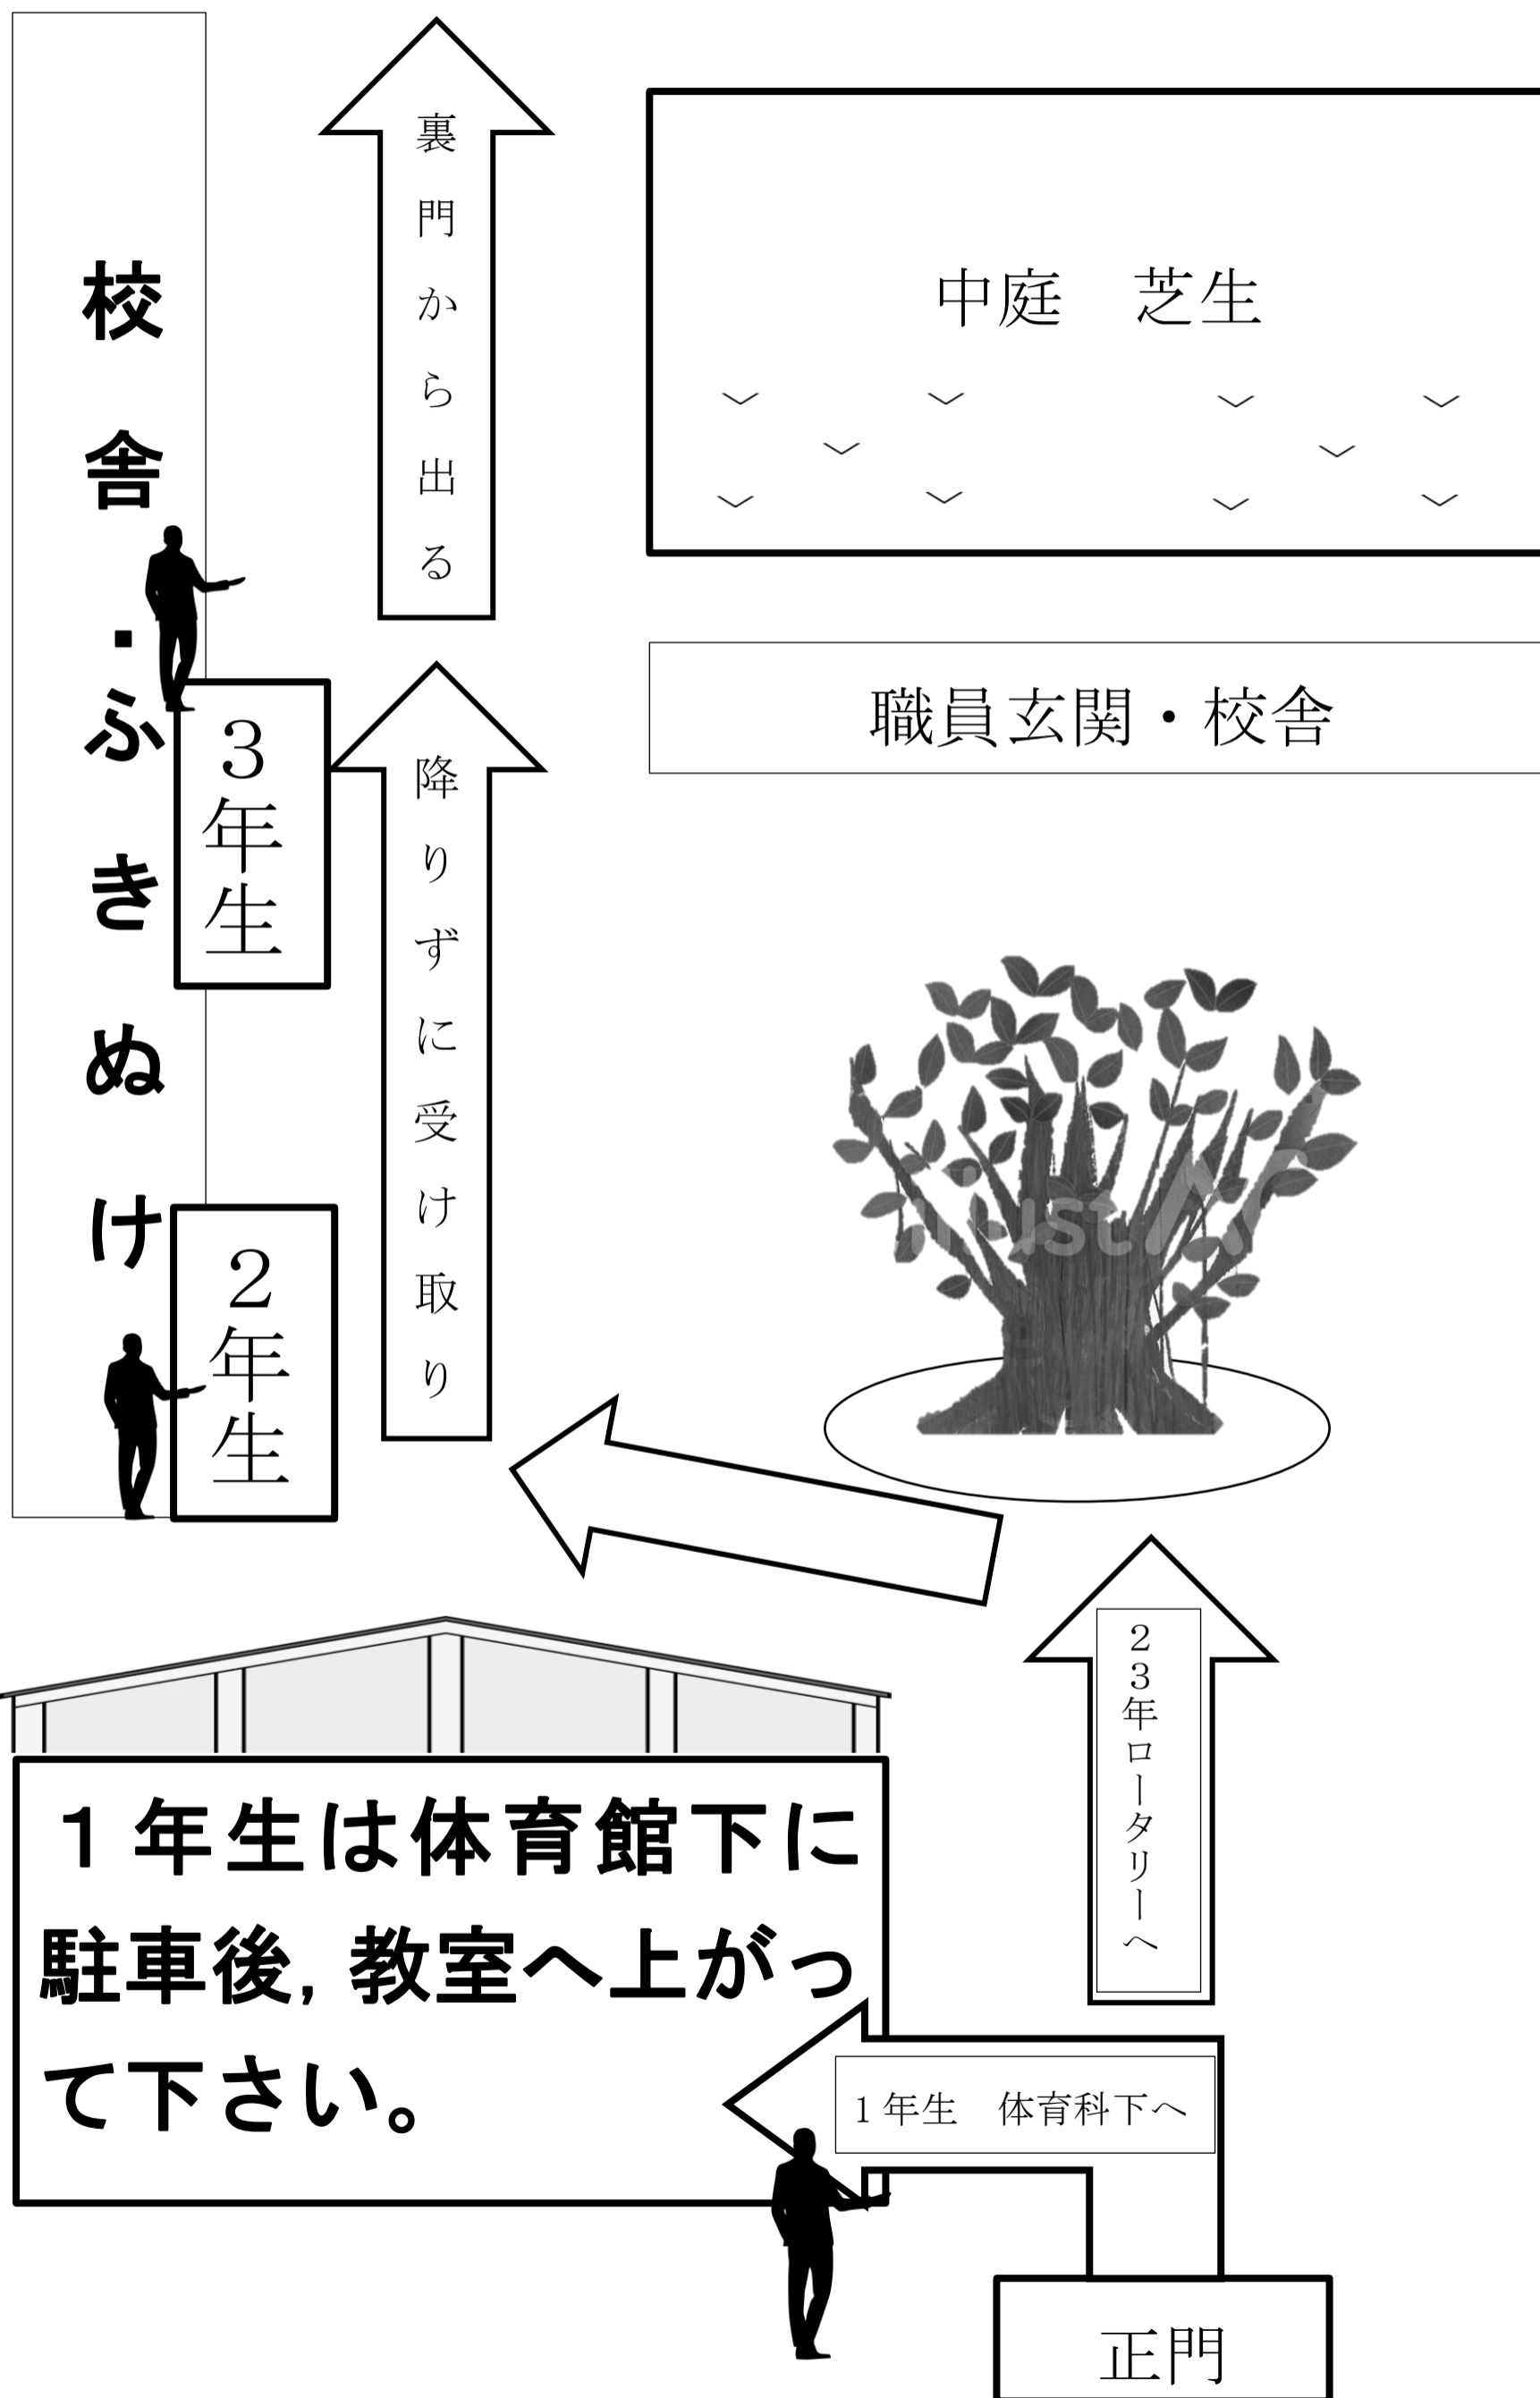 裏門から出る
中庭　芝生
校舎・ふきぬけ
職員玄関・校舎
3年生
降りずに受け取り
2年生
23年ローターリーへ
1年生は体育館下に
駐車後,教室へ上がっ
て下さい。
1年生　体育科下へ
正門